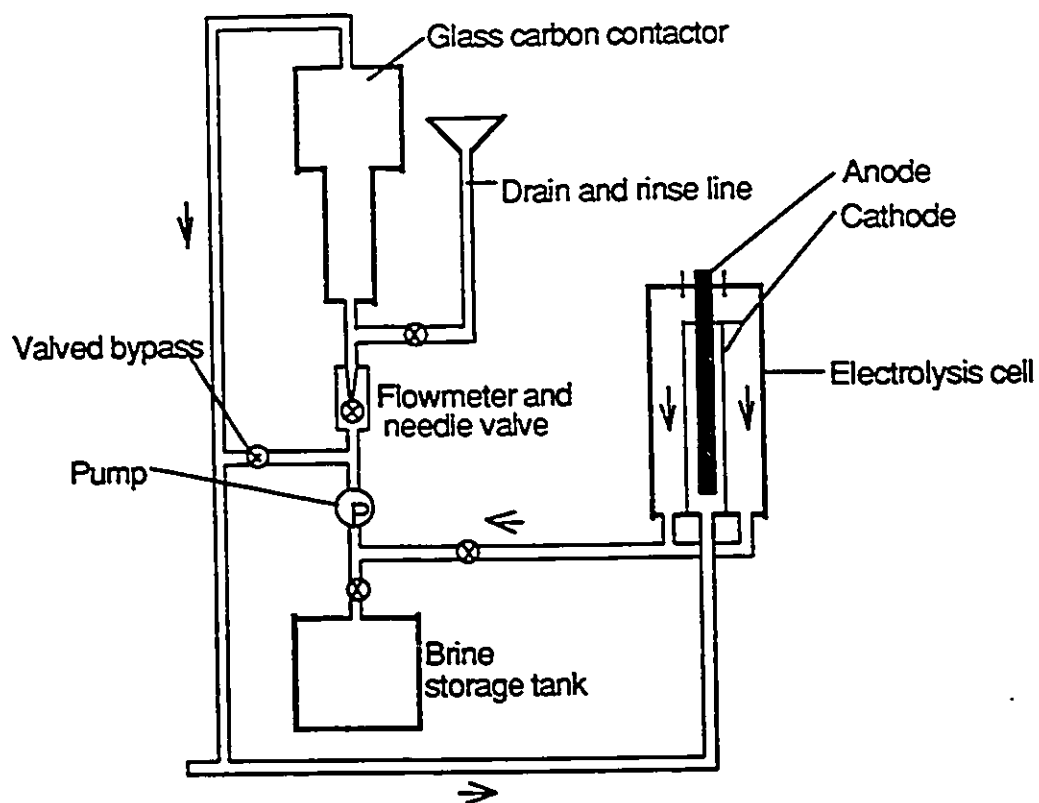 Glass carbon contactor
Drain and rinse line
Anode
Cathode
Valved bypass
Flowmeter and
needle valve
Electrolysis cell
Pump
P
Brine
storage tank